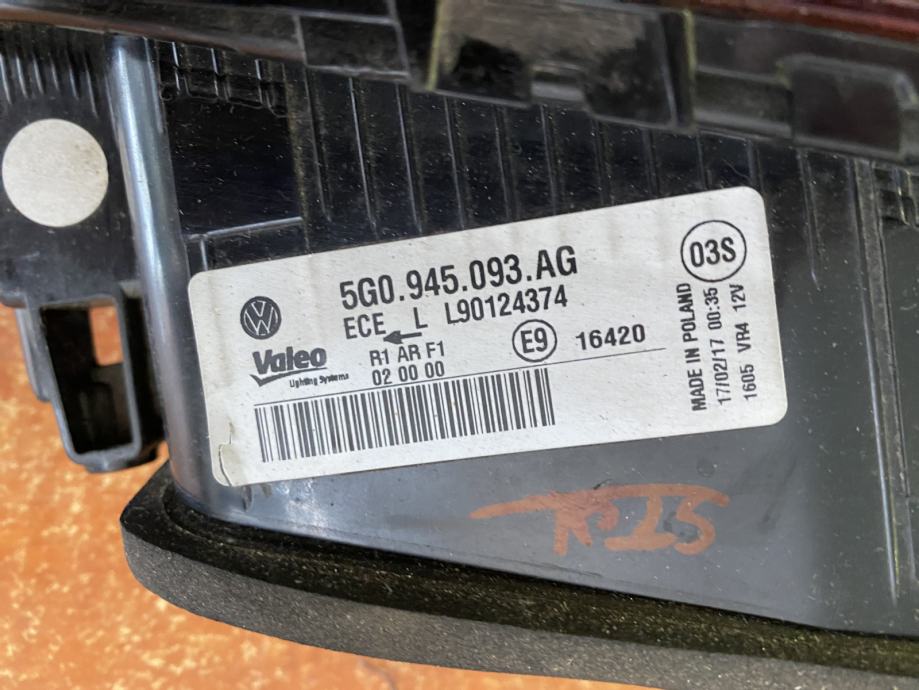 5G0.945.093.AG
03S
ECE L L90124374
Valeo
Lighting Systems
R1 AR F1
02 00 00
E9
16420
MADE IN POLAND
17/02/17 00:35
1605 VR4 12V